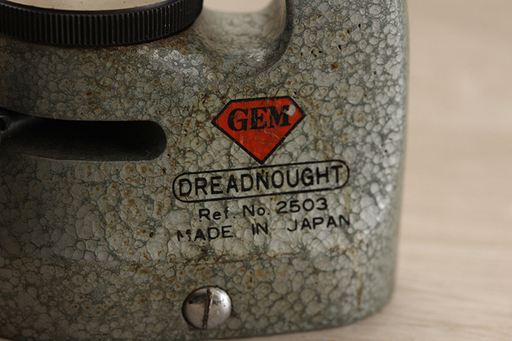 GEM
DREADNOUGHT
Ref. No. 2503
MADE IN JAPAN